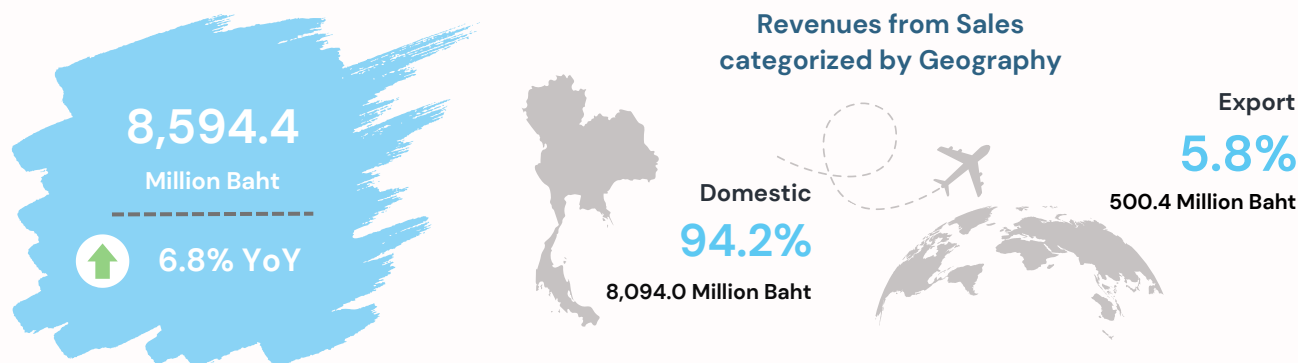 8,594.4
Million Baht
6.8% YoY
Revenues from Sales
categorized by Geography
Domestic
94.2%
8,094.0 Million Baht
Export
5.8%
500.4 Million Baht